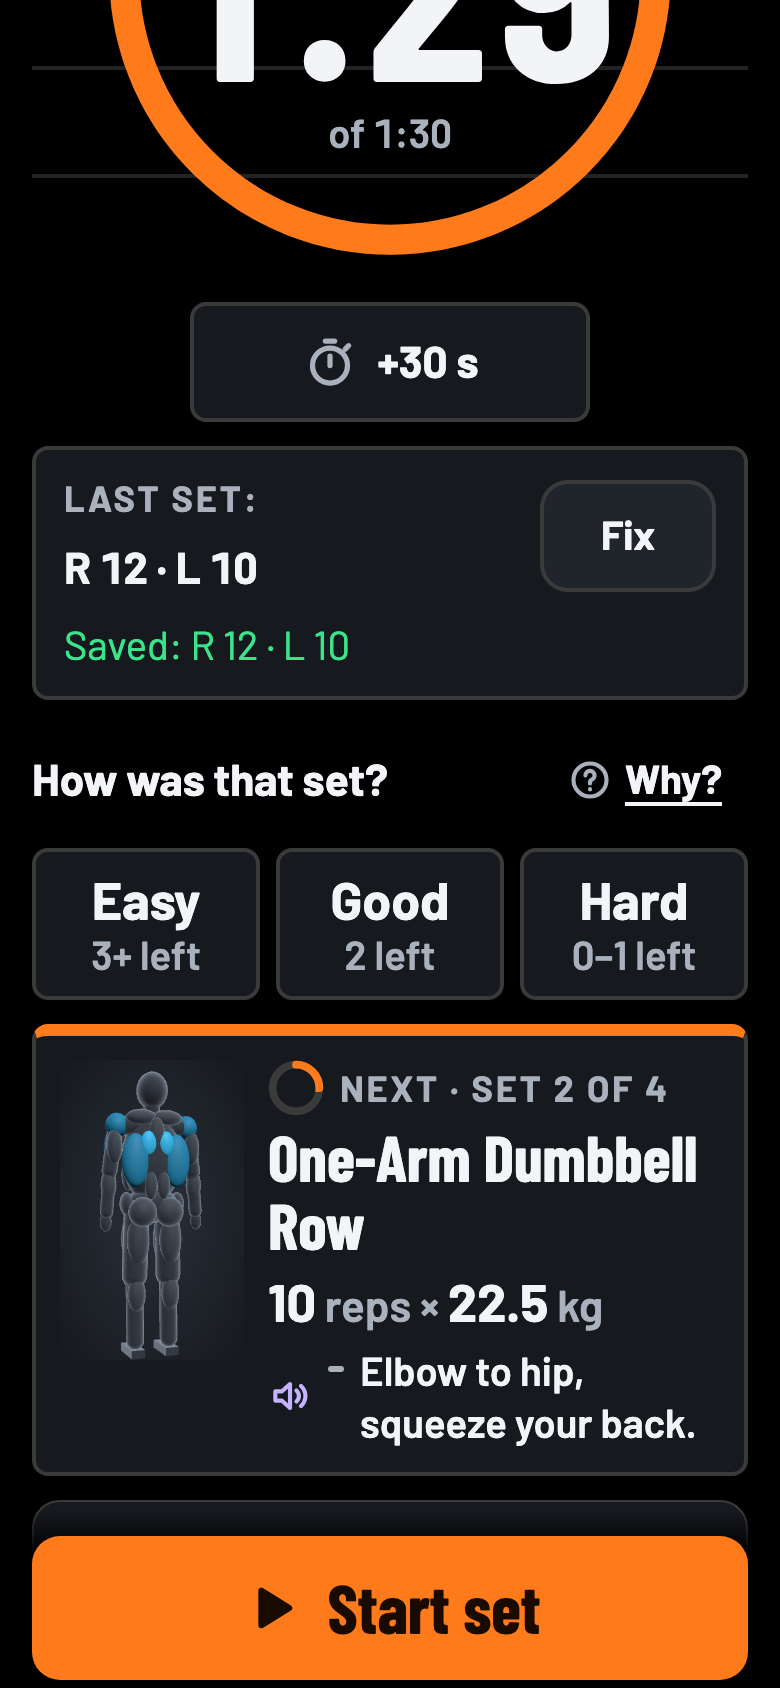 1:29
of 1:30
+30 s
LAST SET:
R 12 · L 10
Fix
Saved: R 12 · L 10
How was that set?
Why?
Easy
3+ left
Good
2 left
Hard
0–1 left
NEXT · SET 2 OF 4
One-Arm Dumbbell
Row
10 reps × 22.5 kg
– Elbow to hip,
squeeze your back.
Start set